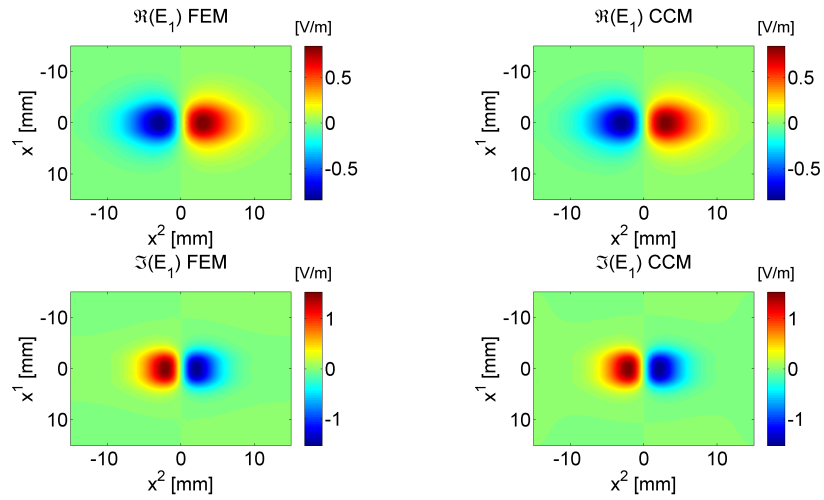 ℜ(E₁) FEM
[V/m]
-10
0
10
x¹ [mm]
-10 0 10
x² [mm]
0.5
0
-0.5
ℜ(E₁) CCM
[V/m]
-10
0
10
x¹ [mm]
-10 0 10
x² [mm]
0.5
0
-0.5
ℑ(E₁) FEM
[V/m]
-10
0
10
x¹ [mm]
-10 0 10
x² [mm]
1
0
-1
ℑ(E₁) CCM
[V/m]
-10
0
10
x¹ [mm]
-10 0 10
x² [mm]
1
0
-1